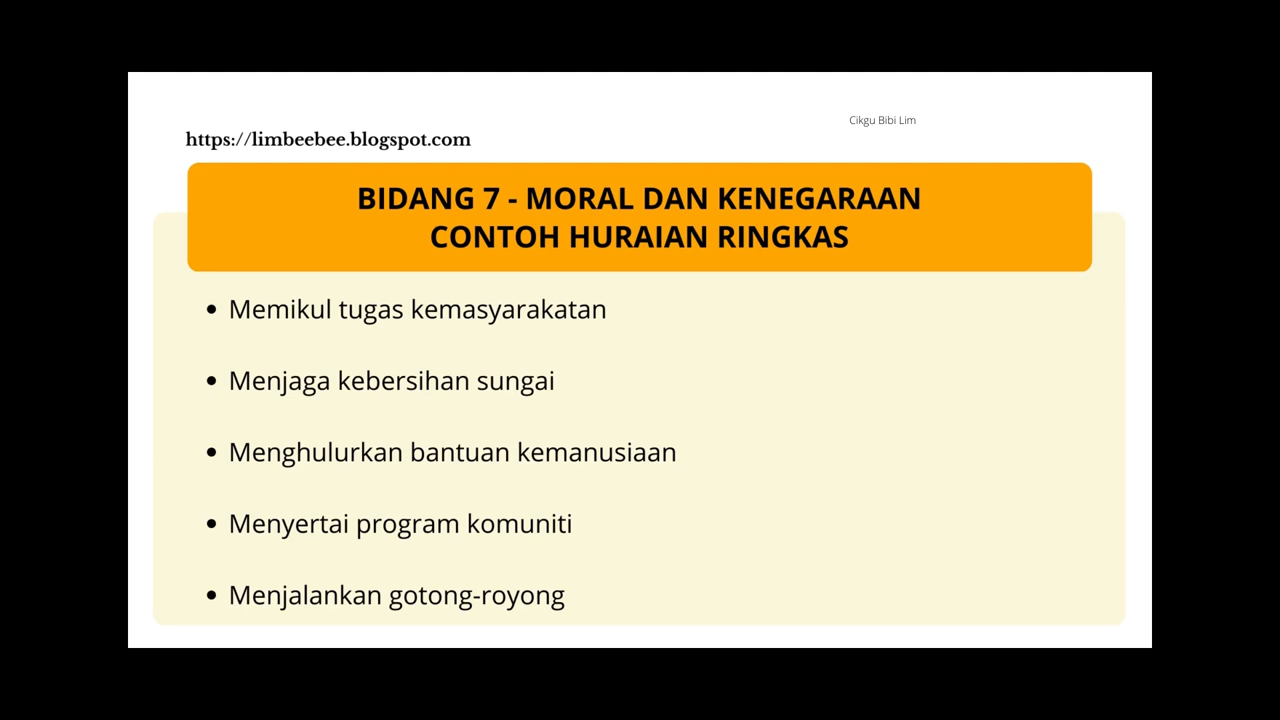 Cikgu Bibi Lim
https://limbeebee.blogspot.com
BIDANG 7 - MORAL DAN KENEGARAAN
CONTOH HURAIAN RINGKAS
• Memikul tugas kemasyarakatan
• Menjaga kebersihan sungai
• Menghulurkan bantuan kemanusiaan
• Menyertai program komuniti
• Menjalankan gotong-royong